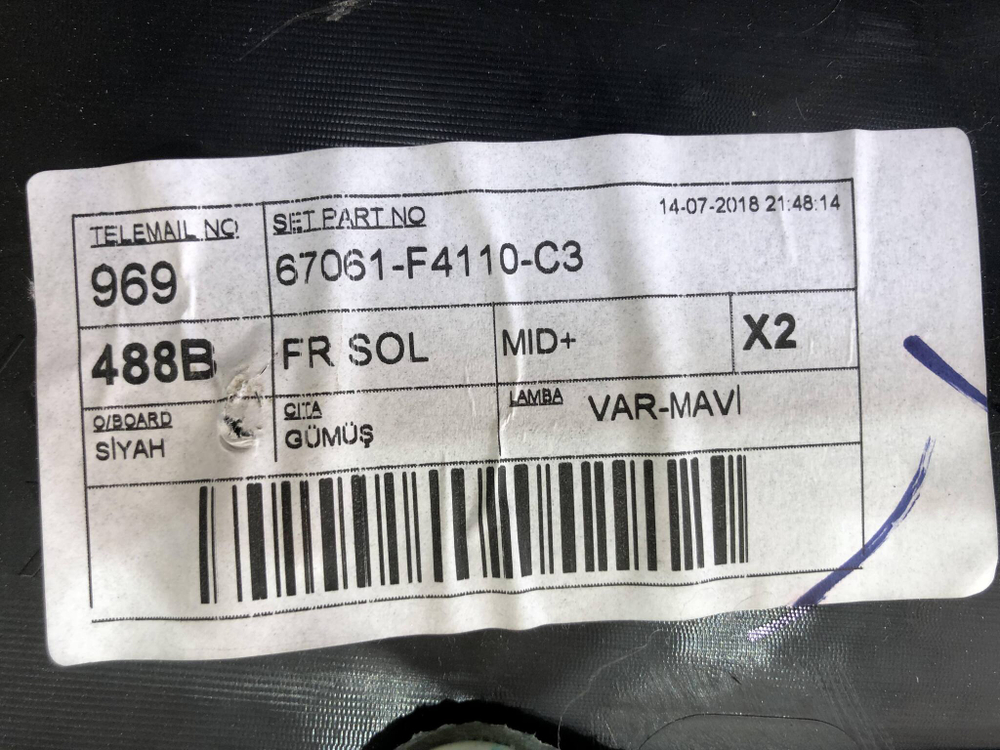 TELEMAIL NO
969
SET PART NO
14-07-2018 21:48:14
67061-F4110-C3
488B
FR SOL
MID+
X2
O/BOARD
SİYAH
ÇITA
GÜMÜŞ
LAMBA
VAR-MAVİ